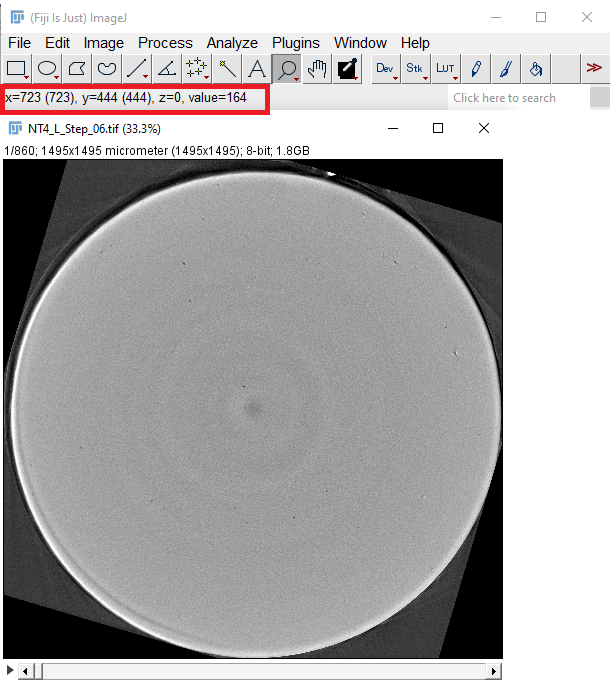 (Fiji Is Just) ImageJ
File Edit Image Process Analyze Plugins Window Help
A Dev Stk LUT >>
x=723 (723), y=444 (444), z=0, value=164
Click here to search
NT4_L_Step_06.tif (33.3%)
1/860; 1495x1495 micrometer (1495x1495); 8-bit; 1.8GB